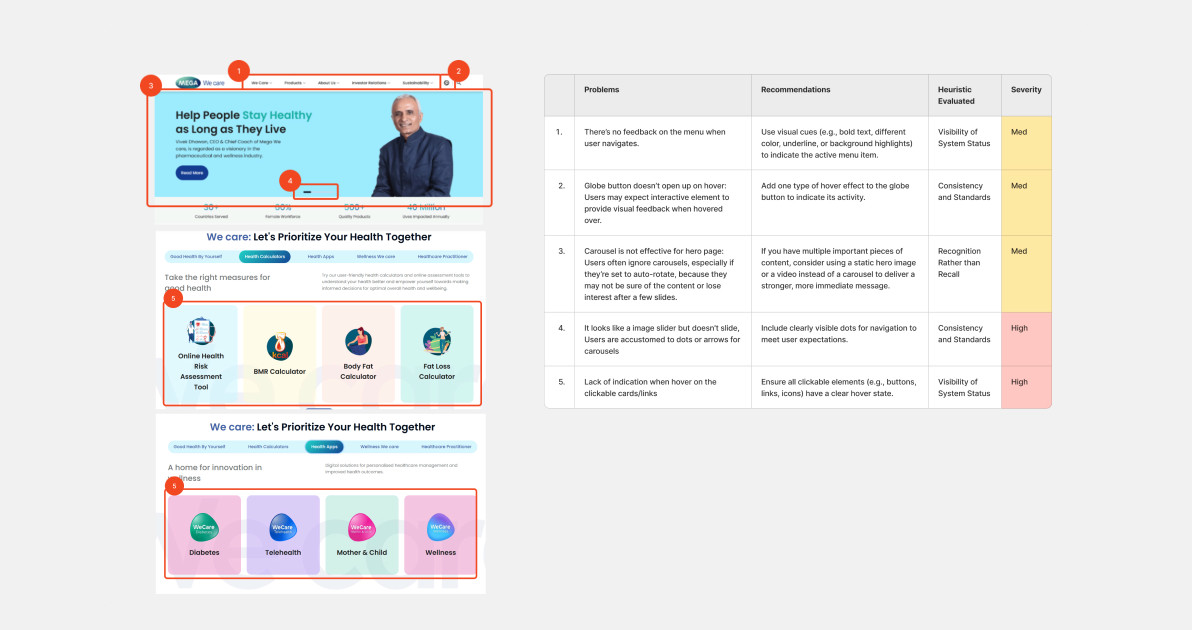 1
2
3
MEGA We care
We Care
Products
About Us
Investor Relations
Sustainability
Help People Stay Healthy
as Long as They Live
Vivek Dhawan, CEO & Chief Coach of Mega We
care, is regarded as a visionary in the
pharmaceutical and wellness industry.
Read More
4
Countries Served
Female Workforce
Quality Products
Lives Impacted Annually
We care: Let's Prioritize Your Health Together
Good Health By Yourself
Health Calculators
Health Apps
Wellness We care
Healthcare Practitioner
Take the right measures for
good health
Try our user-friendly health calculators and online assessment tools to
understand your health better and empower yourself towards making
informed decisions for optimal overall health and wellbeing.
5
Online Health
Risk
Assessment
Tool
BMR Calculator
Body Fat
Calculator
Fat Loss
Calculator
We care: Let's Prioritize Your Health Together
Good Health By Yourself
Health Calculators
Health Apps
Wellness We care
Healthcare Practitioner
A home for innovation in
wellness
Digital solutions for personalised healthcare management and
improved health outcomes.
5
WeCare
Diabetes
WeCare
Telehealth
WeCare
Mother & Child
WeCare
Wellness
Problems
Recommendations
Heuristic
Evaluated
Severity
1.
There's no feedback on the menu when
user navigates.
Use visual cues (e.g., bold text, different
color, underline, or background highlights)
to indicate the active menu item.
Visibility of
System Status
Med
2.
Globe button doesn't open up on hover:
Users may expect interactive element to
provide visual feedback when hovered
over.
Add one type of hover effect to the globe
button to indicate its activity.
Consistency
and Standards
Med
3.
Carousel is not effective for hero page:
Users often ignore carousels, especially if
they're set to auto-rotate, because they
may not be sure of the content or lose
interest after a few slides.
If you have multiple important pieces of
content, consider using a static hero image
or a video instead of a carousel to deliver a
stronger, more immediate message.
Recognition
Rather than
Recall
Med
4.
It looks like a image slider but doesn't slide,
Users are accustomed to dots or arrows for
carousels
Include clearly visible dots for navigation to
meet user expectations.
Consistency
and Standards
High
5.
Lack of indication when hover on the
clickable cards/links
Ensure all clickable elements (e.g., buttons,
links, icons) have a clear hover state.
Visibility of
System Status
High